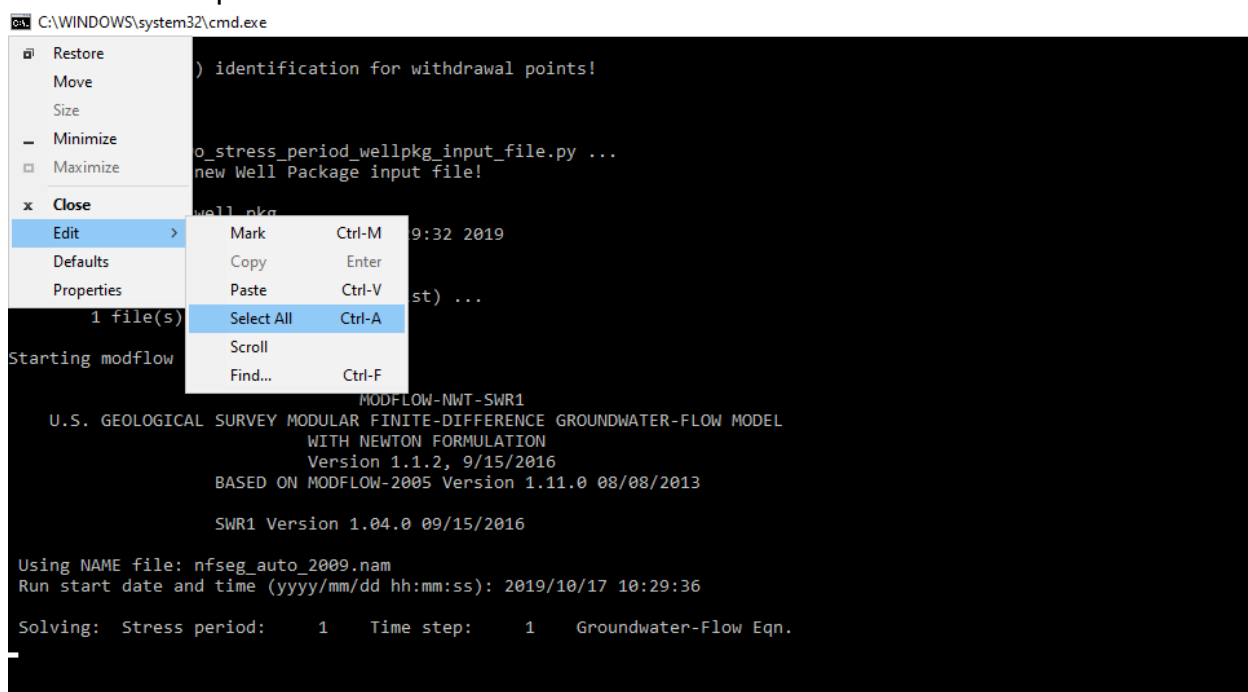 C:\WINDOWS\system32\cmd.exe
Restore
Move
Size
Minimize
Maximize
Close
Edit >
Defaults
Properties
Mark Ctrl-M
Copy Enter
Paste Ctrl-V
Select All Ctrl-A
Scroll
Find... Ctrl-F
) identification for withdrawal points!
o_stress_period_wellpkg_input_file.py ...
new Well Package input file!
well_pkg
9:32 2019
st) ...
1 file(s)
Starting modflow
MODFLOW-NWT-SWR1
U.S. GEOLOGICAL SURVEY MODULAR FINITE-DIFFERENCE GROUNDWATER-FLOW MODEL
WITH NEWTON FORMULATION
Version 1.1.2, 9/15/2016
BASED ON MODFLOW-2005 Version 1.11.0 08/08/2013
SWR1 Version 1.04.0 09/15/2016
Using NAME file: nfseg_auto_2009.nam
Run start date and time (yyyy/mm/dd hh:mm:ss): 2019/10/17 10:29:36
Solving: Stress period: 1 Time step: 1 Groundwater-Flow Eqn.